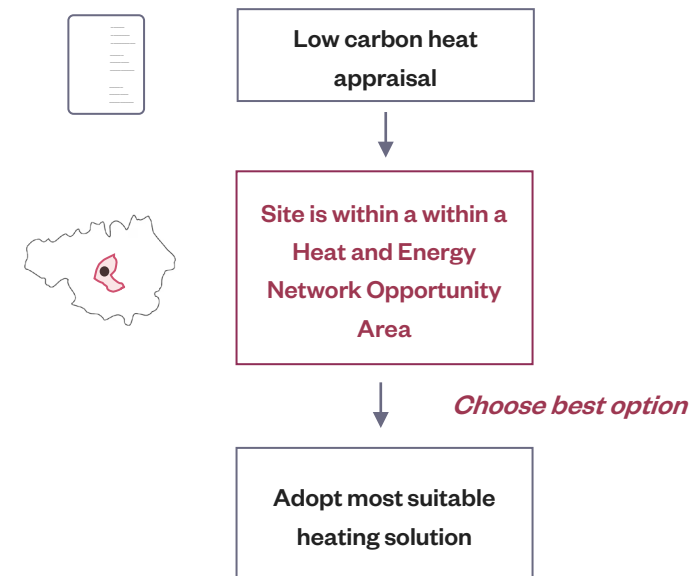 Low carbon heat
appraisal
Site is within a within a
Heat and Energy
Network Opportunity
Area
Choose best option
Adopt most suitable
heating solution